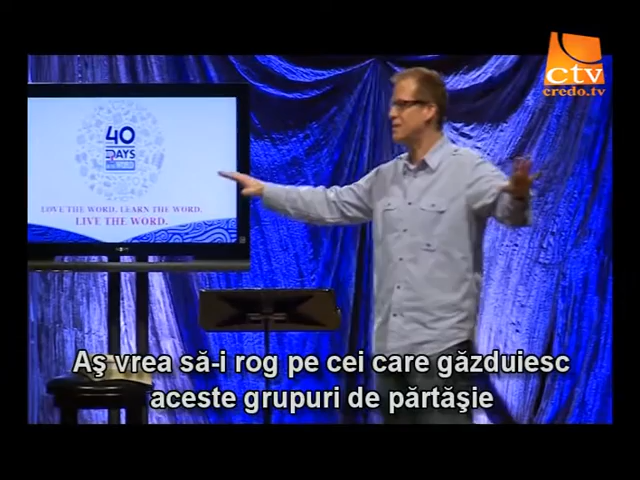 ctv
credo.tv
40
DAYS
LOVE THE WORD. LEARN THE WORD.
LIVE THE WORD.
Aş vrea să-i rog pe cei care găzduiesc
aceste grupuri de părtăşie